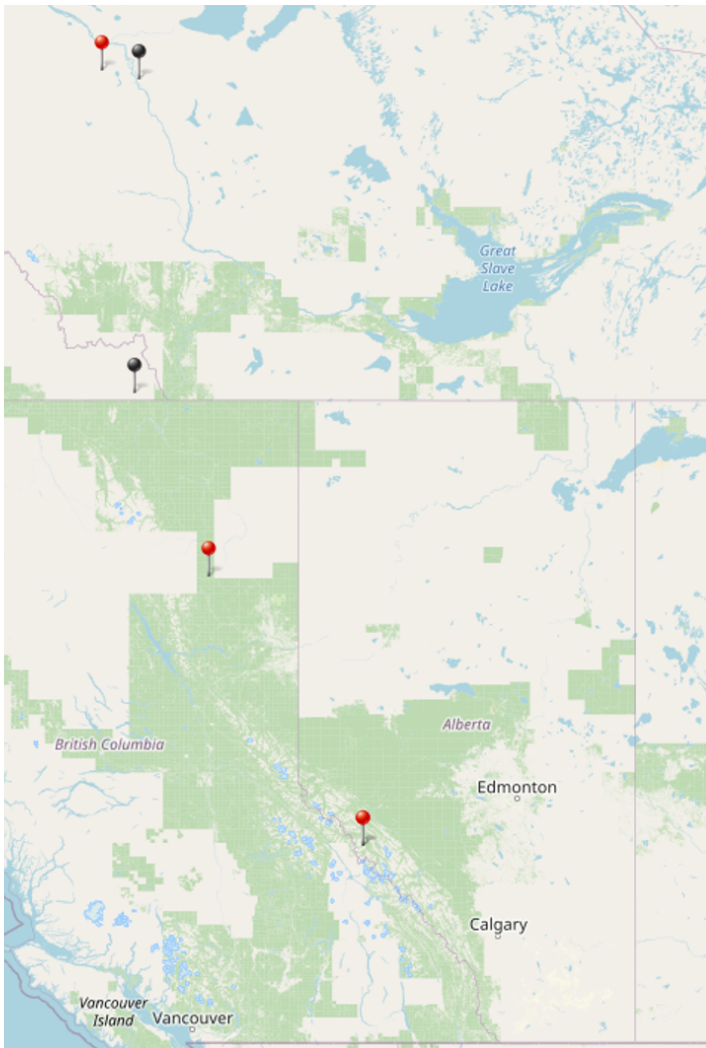 Great
Slave
Lake
Alberta
British Columbia
Edmonton
Calgary
Vancouver
Island
Vancouver